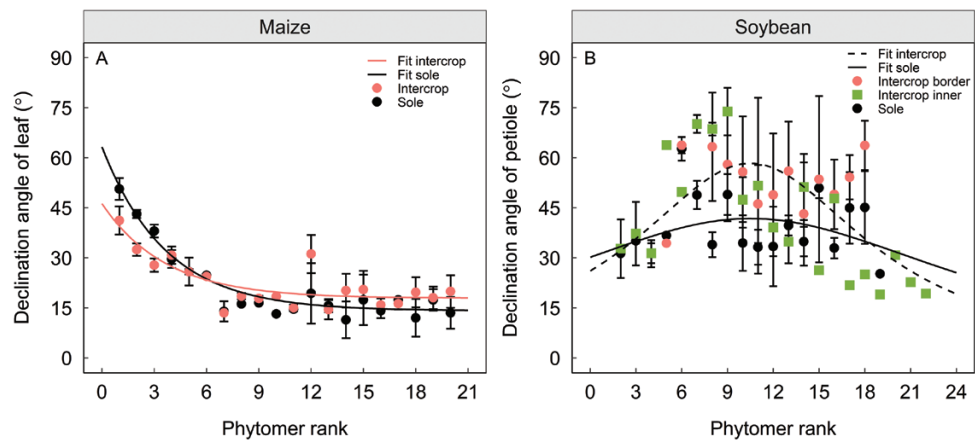 Maize
Soybean
A
Fit intercrop
Fit sole
Intercrop
Sole
B
Fit intercrop
Fit sole
Intercrop border
Intercrop inner
Sole
Declination angle of leaf (°)
90
75
60
45
30
15
0
0 3 6 9 12 15 18 21
Phytomer rank
Declination angle of petiole (°)
90
75
60
45
30
15
0
0 3 6 9 12 15 18 21 24
Phytomer rank